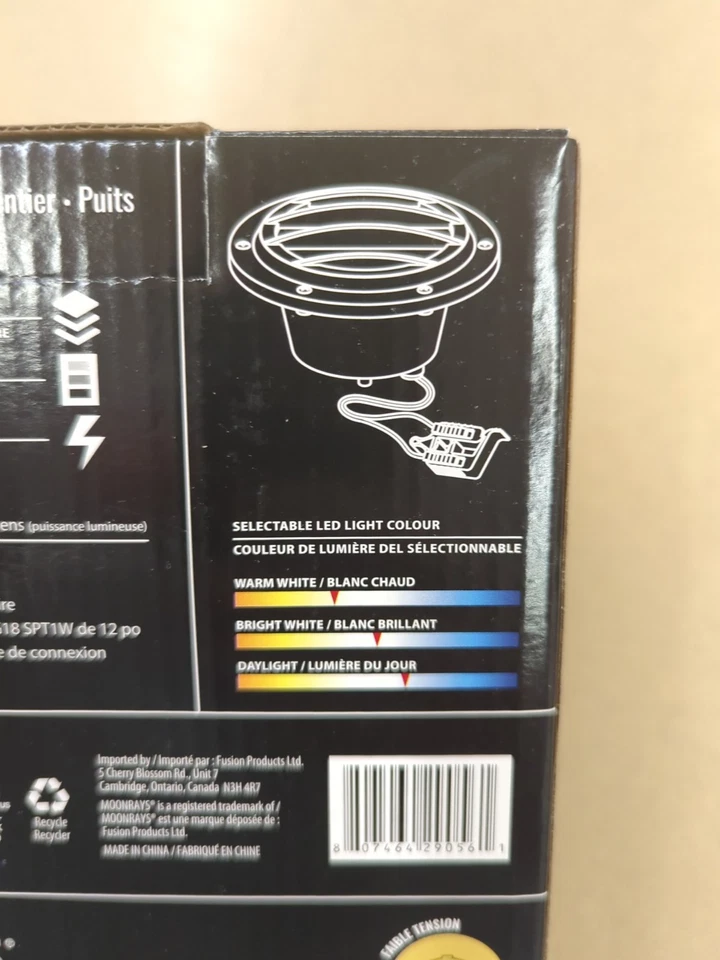 ntier • Puits
ens (puissance lumineuse)
re
G18 SPT1W de 12 po
e de connexion
SELECTABLE LED LIGHT COLOUR
COULEUR DE LUMIÈRE DEL SÉLECTIONNABLE
WARM WHITE / BLANC CHAUD
BRIGHT WHITE / BLANC BRILLANT
DAYLIGHT / LUMIÈRE DU JOUR
Recycle
Recycler
Imported by / Importé par : Fusion Products Ltd.
5 Cherry Blossom Rd., Unit 7
Cambridge, Ontario, Canada N3H 4R7
MOONRAYS® is a registered trademark of /
MOONRAYS® est une marque déposée de :
Fusion Products Ltd.
MADE IN CHINA / FABRIQUÉ EN CHINE
8 07464 29056 1
FAIBLE TENSION